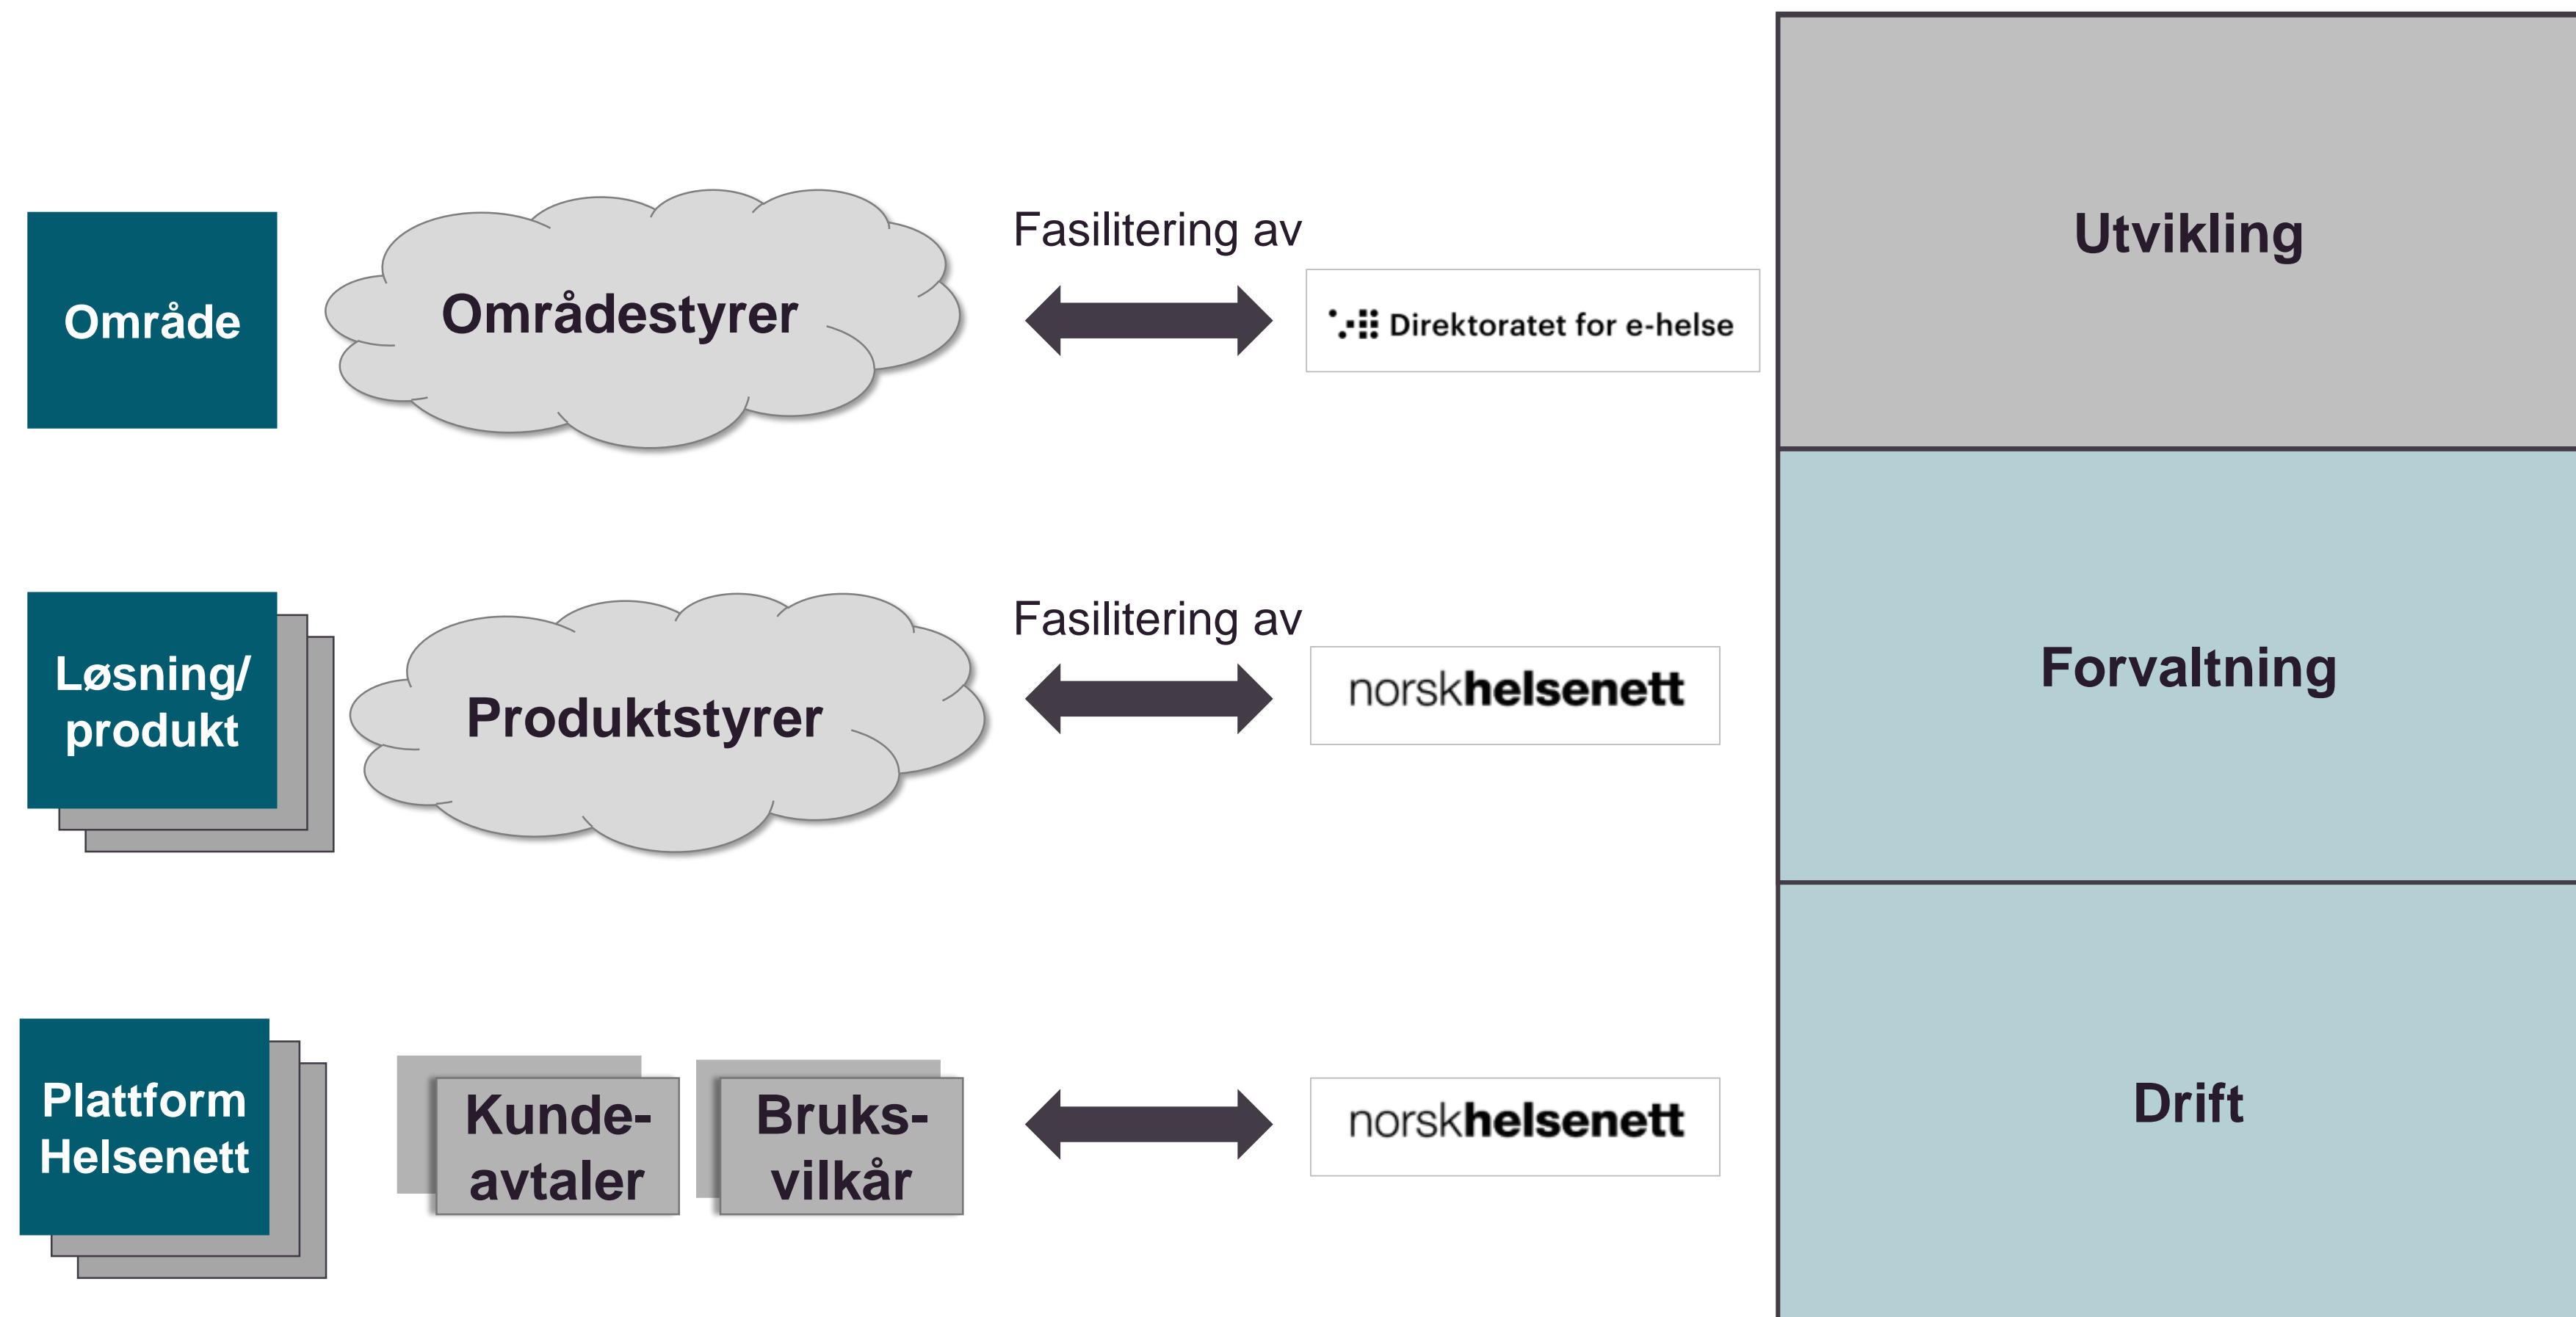 Område
Områdestyrer
Fasilitering av
Direktoratet for e-helse
Utvikling
Løsning/
produkt
Produktstyrer
Fasilitering av
norskhelsenett
Forvaltning
Plattform
Helsenett
Kunde-
avtaler
Bruks-
vilkår
norskhelsenett
Drift